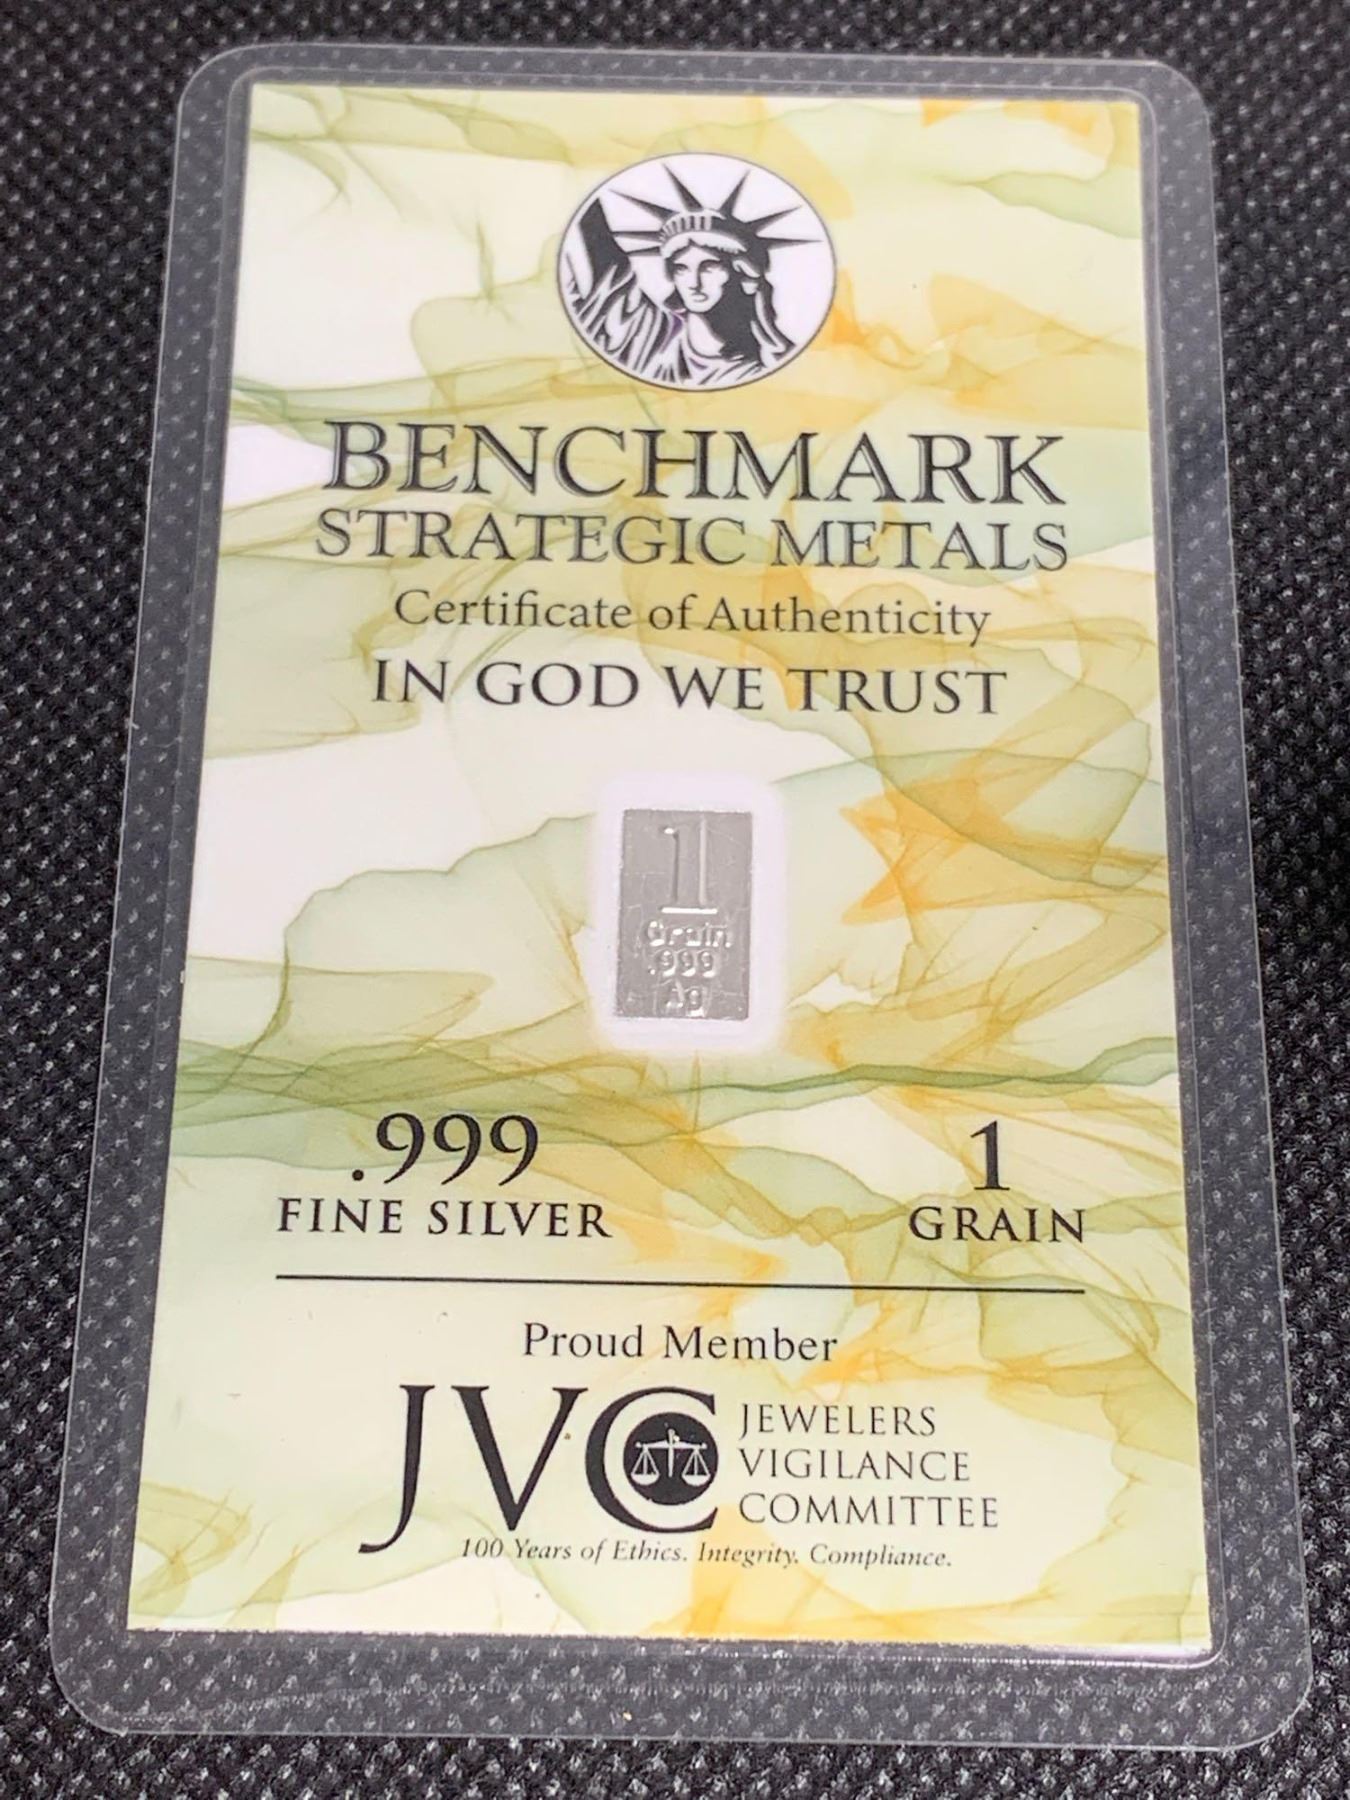 BENCHMARK
STRATEGIC METALS
Certificate of Authenticity
IN GOD WE TRUST
1
Grain
.999
Ag
.999
FINE SILVER
1
GRAIN
Proud Member
JVC
JEWELERS
VIGILANCE
COMMITTEE
100 Years of Ethics. Integrity. Compliance.